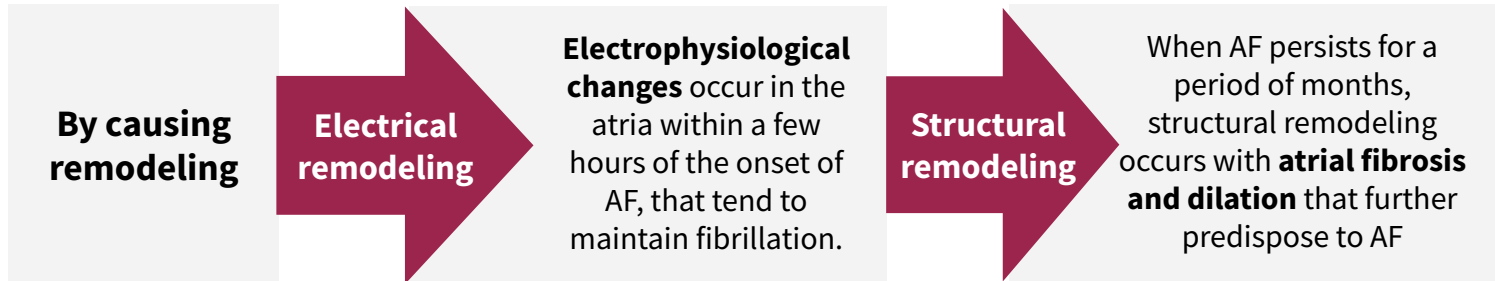 By causing
remodeling
Electrical
remodeling
Electrophysiological
changes occur in the
atria within a few
hours of the onset of
AF, that tend to
maintain fibrillation.
Structural
remodeling
When AF persists for a
period of months,
structural remodeling
occurs with atrial fibrosis
and dilation that further
predispose to AF